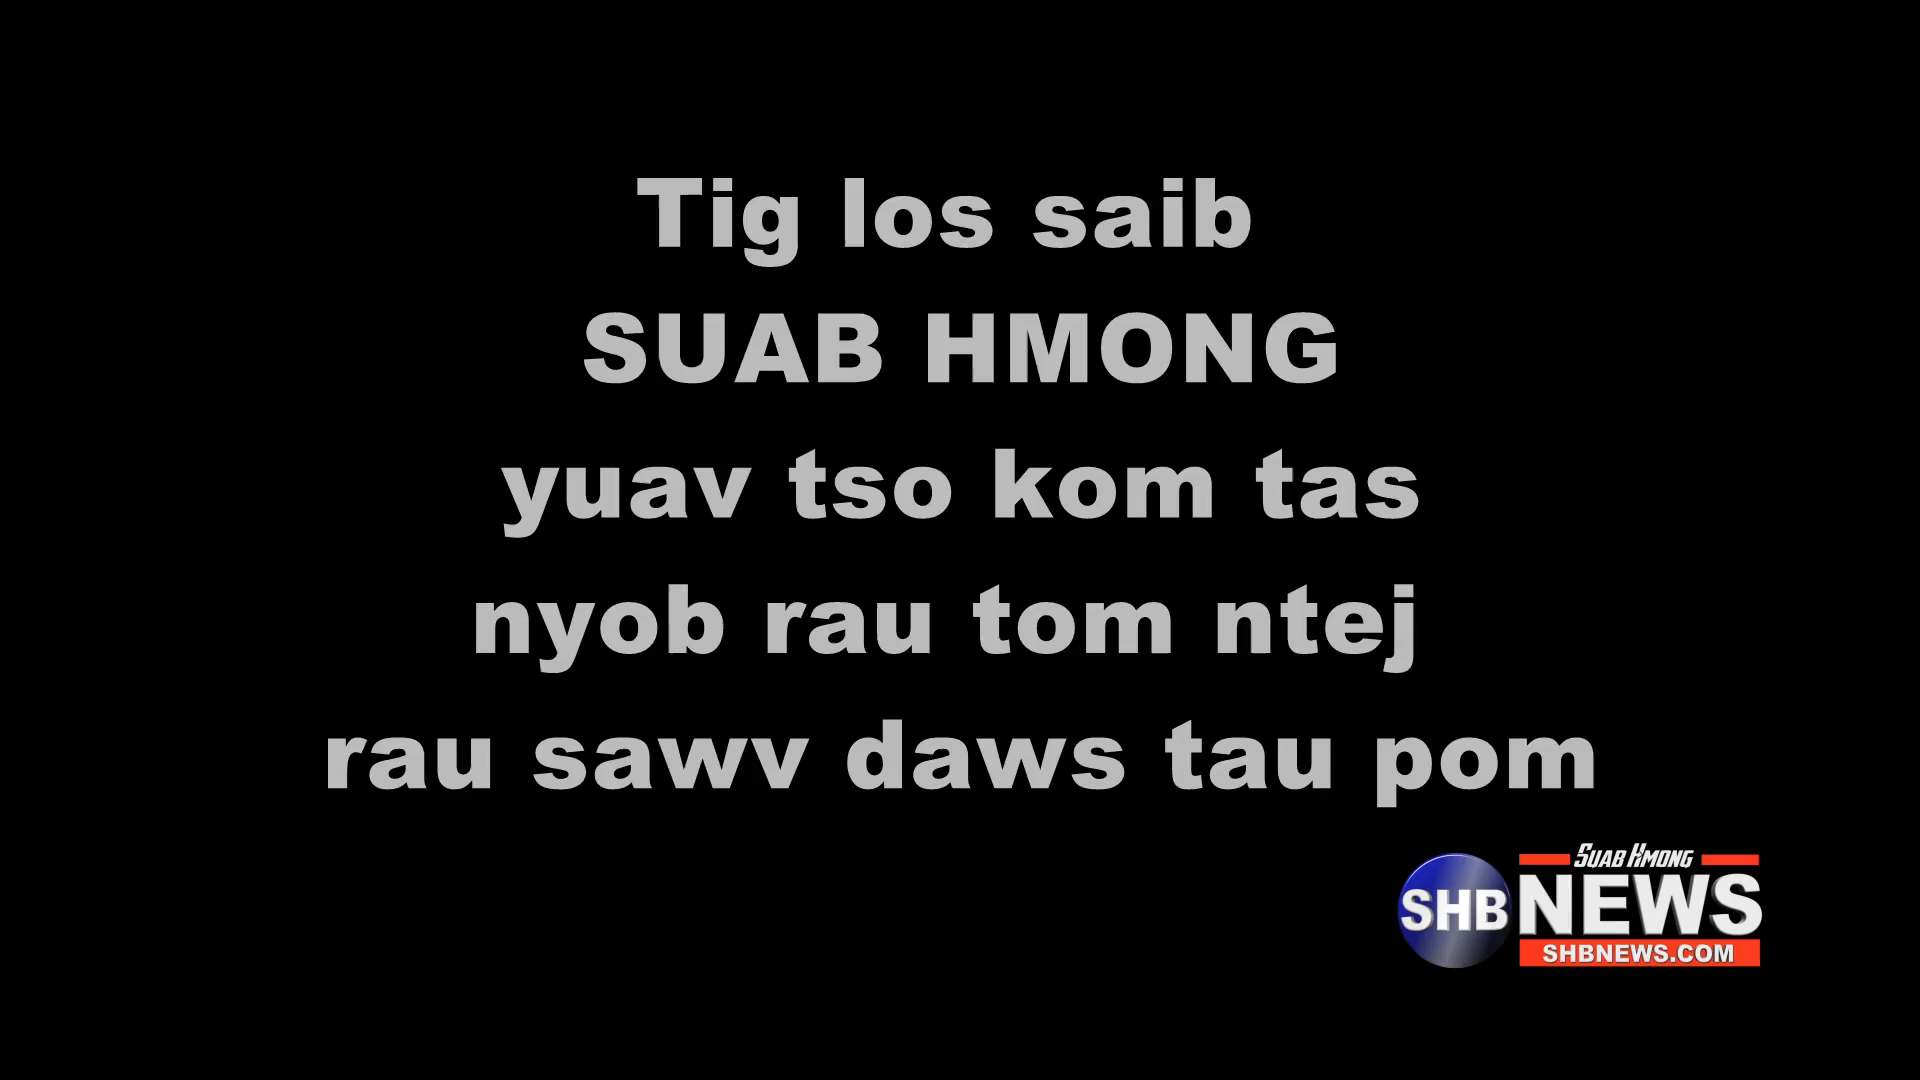 Tig los saib
SUAB HMONG
yuav tso kom tas
nyob rau tom ntej
rau sawv daws tau pom
SUAB HMONG
SHB NEWS
SHBNEWS.COM